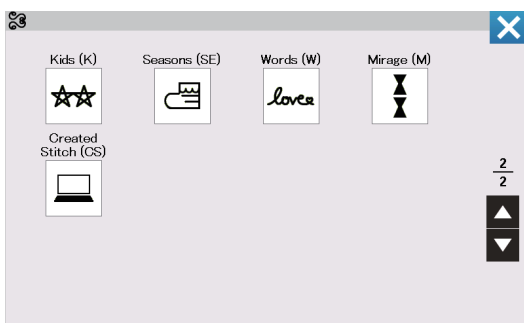 Kids (K)
Seasons (SE)
Words (W)
Mirage (M)
love
Created
Stitch (CS)
2
2